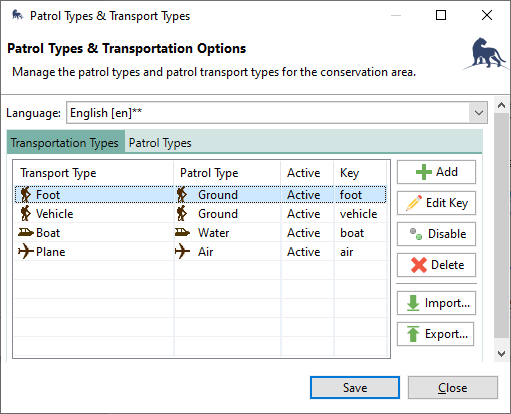 Patrol Types & Transport Types
Patrol Types & Transportation Options
Manage the patrol types and patrol transport types for the conservation area.
Language: English [en]**
Transportation Types Patrol Types
Transport Type Patrol Type Active Key
Foot Ground Active foot
Vehicle Ground Active vehicle
Boat Water Active boat
Plane Air Active air
Add
Edit Key
Disable
Delete
Import...
Export...
Save Close